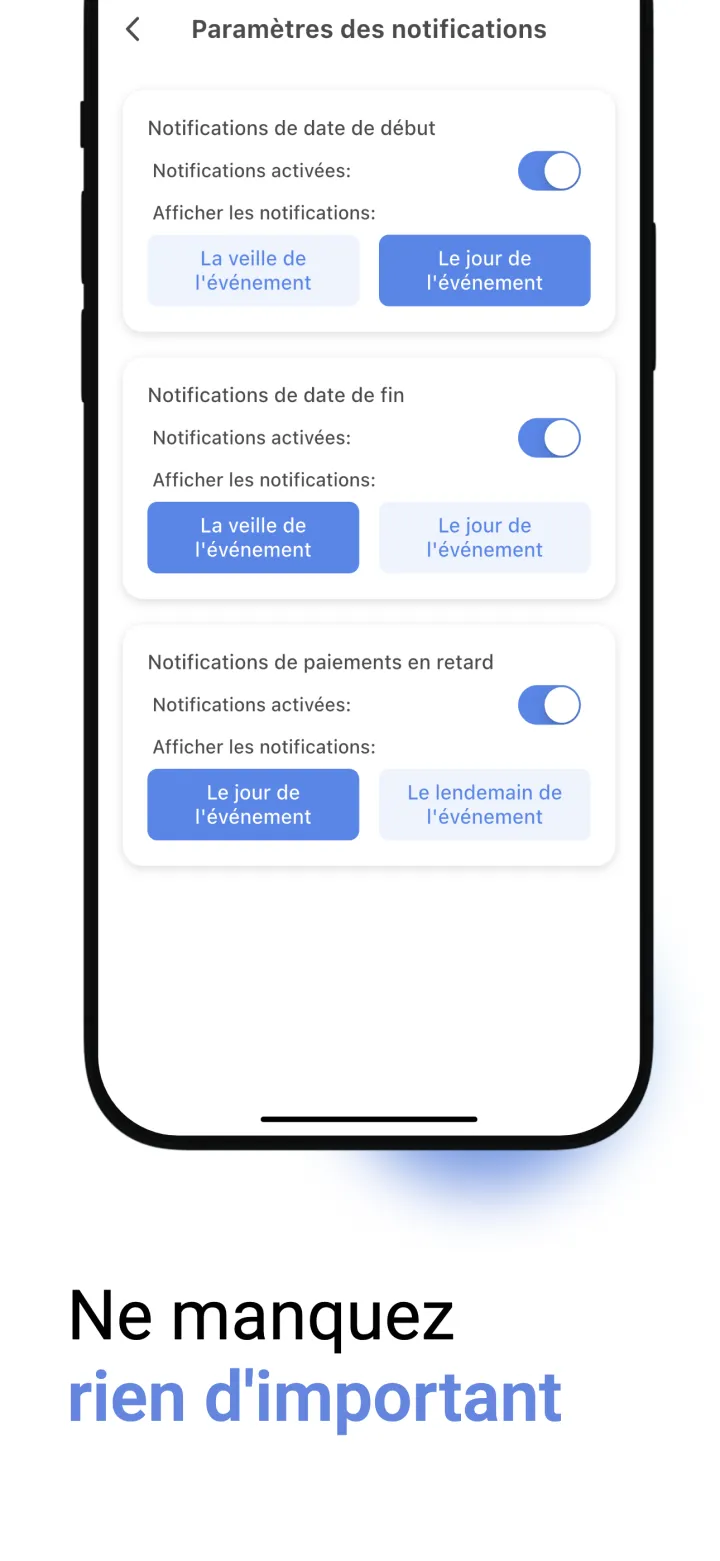 Paramètres des notifications
Notifications de date de début
Notifications activées:
Afficher les notifications:
La veille de
l'événement
Le jour de
l'événement
Notifications de date de fin
Notifications activées:
Afficher les notifications:
La veille de
l'événement
Le jour de
l'événement
Notifications de paiements en retard
Notifications activées:
Afficher les notifications:
Le jour de
l'événement
Le lendemain de
l'événement
Ne manquez
rien d'important